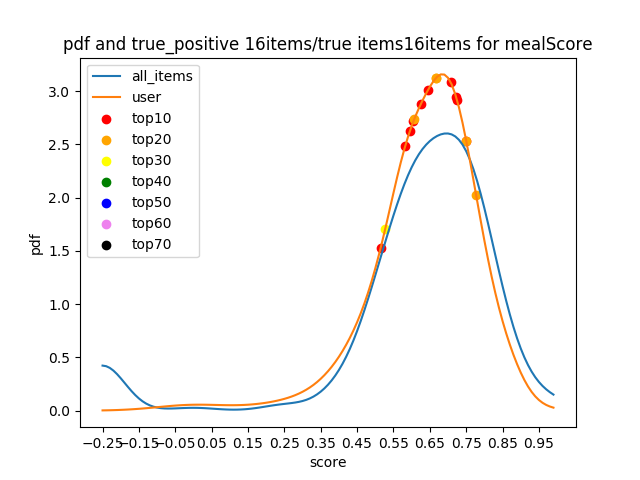 pdf and true_positive 16items/true items16items for mealScore
all_items
user
top10
top20
top30
top40
top50
top60
top70
3.0
2.5
2.0
1.5
1.0
0.5
0.0
pdf
−0.25−0.15−0.05 0.05 0.15 0.25 0.35 0.45 0.55 0.65 0.75 0.85 0.95
score